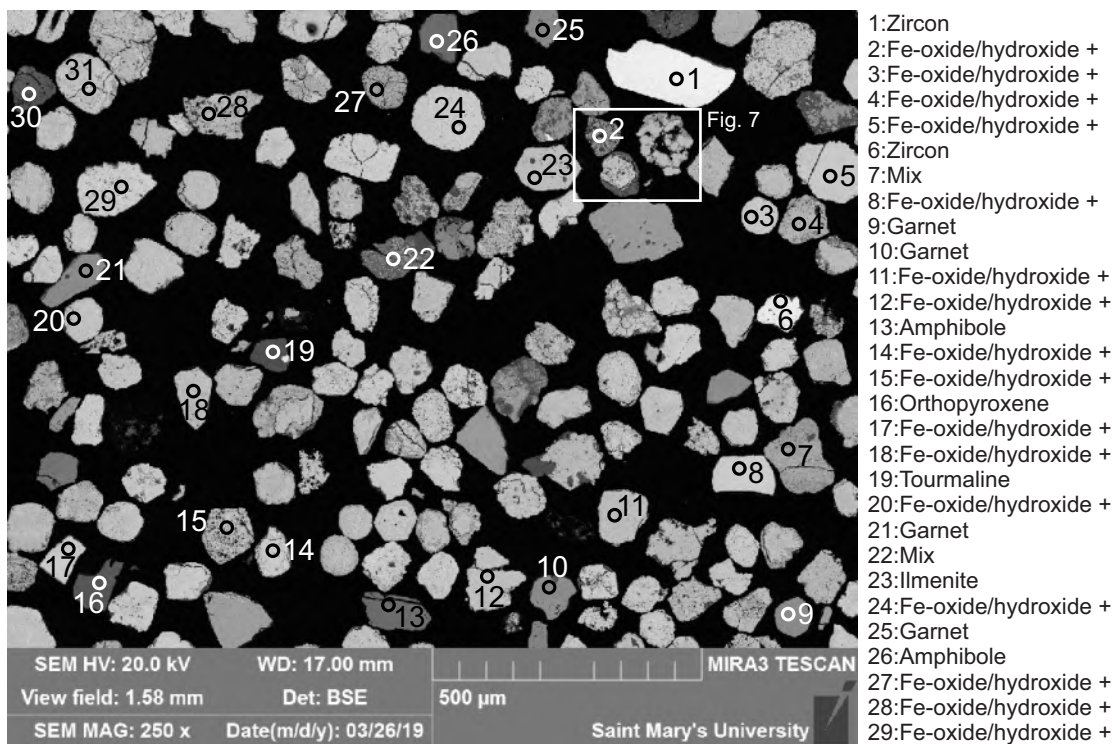 26
25
31
1
30
28
27
24
2
Fig. 7
29
23
5
3
4
21
22
20
6
19
18
7
8
15
11
14
17
16
13
12
10
9
SEM HV: 20.0 kV
WD: 17.00 mm
MIRA3 TESCAN
View field: 1.58 mm
Det: BSE
500 µm
SEM MAG: 250 x
Date(m/d/y): 03/26/19
Saint Mary's University
1:Zircon
2:Fe-oxide/hydroxide +
3:Fe-oxide/hydroxide +
4:Fe-oxide/hydroxide +
5:Fe-oxide/hydroxide +
6:Zircon
7:Mix
8:Fe-oxide/hydroxide +
9:Garnet
10:Garnet
11:Fe-oxide/hydroxide +
12:Fe-oxide/hydroxide +
13:Amphibole
14:Fe-oxide/hydroxide +
15:Fe-oxide/hydroxide +
16:Orthopyroxene
17:Fe-oxide/hydroxide +
18:Fe-oxide/hydroxide +
19:Tourmaline
20:Fe-oxide/hydroxide +
21:Garnet
22:Mix
23:Ilmenite
24:Fe-oxide/hydroxide +
25:Garnet
26:Amphibole
27:Fe-oxide/hydroxide +
28:Fe-oxide/hydroxide +
29:Fe-oxide/hydroxide +